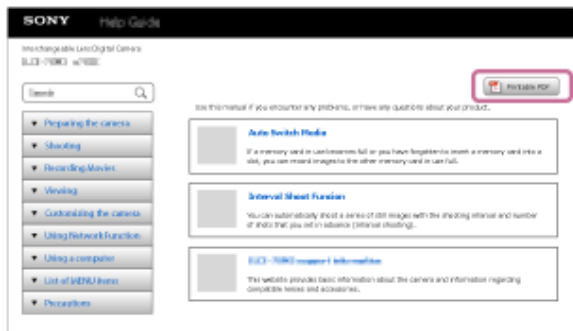 SONY Help Guide
Interchangeable Lens Digital Camera
Search
Printable PDF
Use this manual if you encounter any problems, or have any questions about your product.
Preparing the camera
Shooting
Recording Movies
Viewing
Customizing the camera
Using Network Function
Using a computer
List of MENU items
Precautions
Auto Switch Media
If a memory card in use becomes full or you have forgotten to insert a memory card into a
slot, you can record images to the other memory card in use full.
Interval Shoot Function
You can automatically shoot a series of still images with the shooting interval and number
of shots that you set in advance (Interval shooting).
support information
This website provides basic information about the camera and information regarding
compatible lenses and accessories.